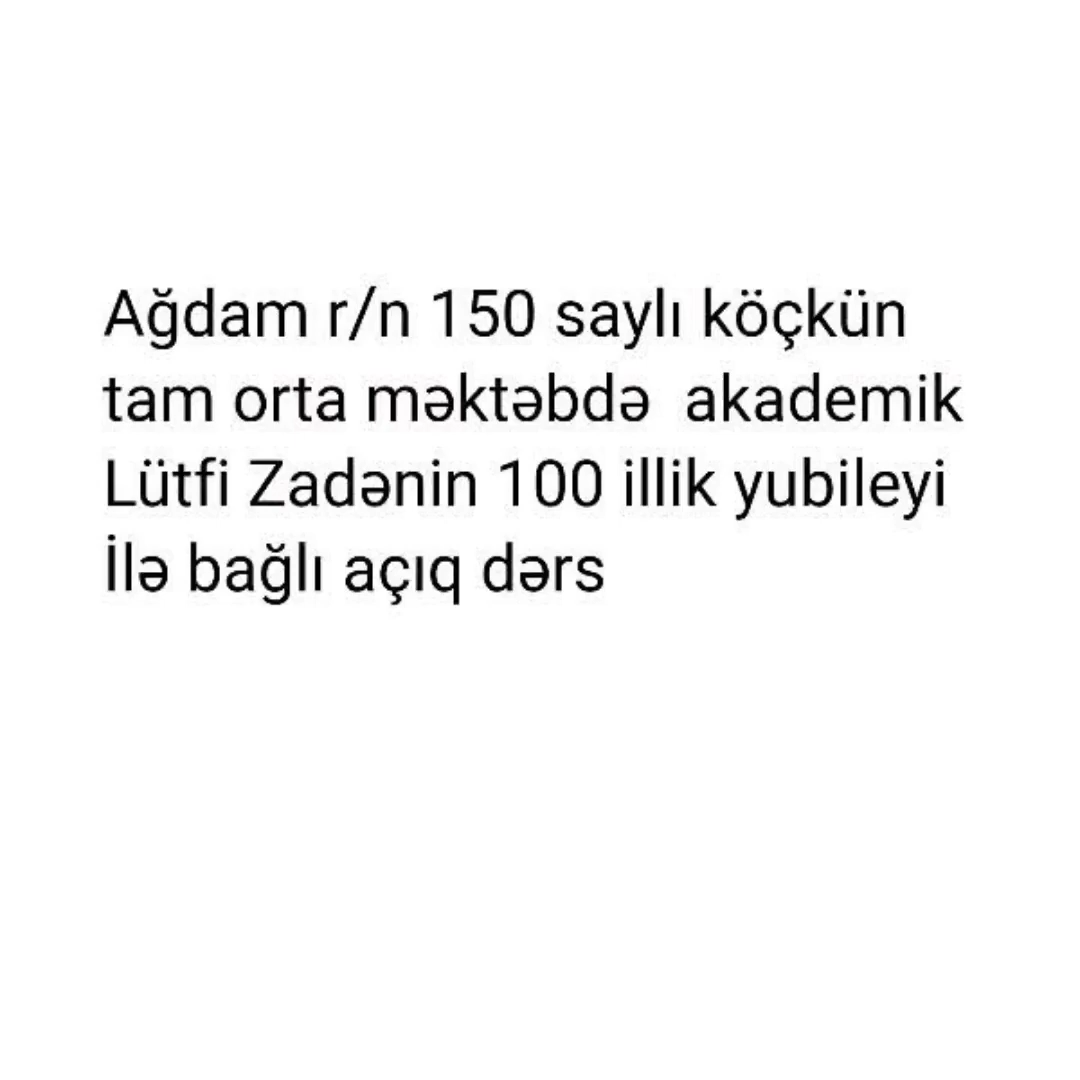 Ağdam r/n 150 saylı köçkün
tam orta məktəbdə  akademik
Lütfi Zadənin 100 illik yubileyi
İlə bağlı açıq dərs